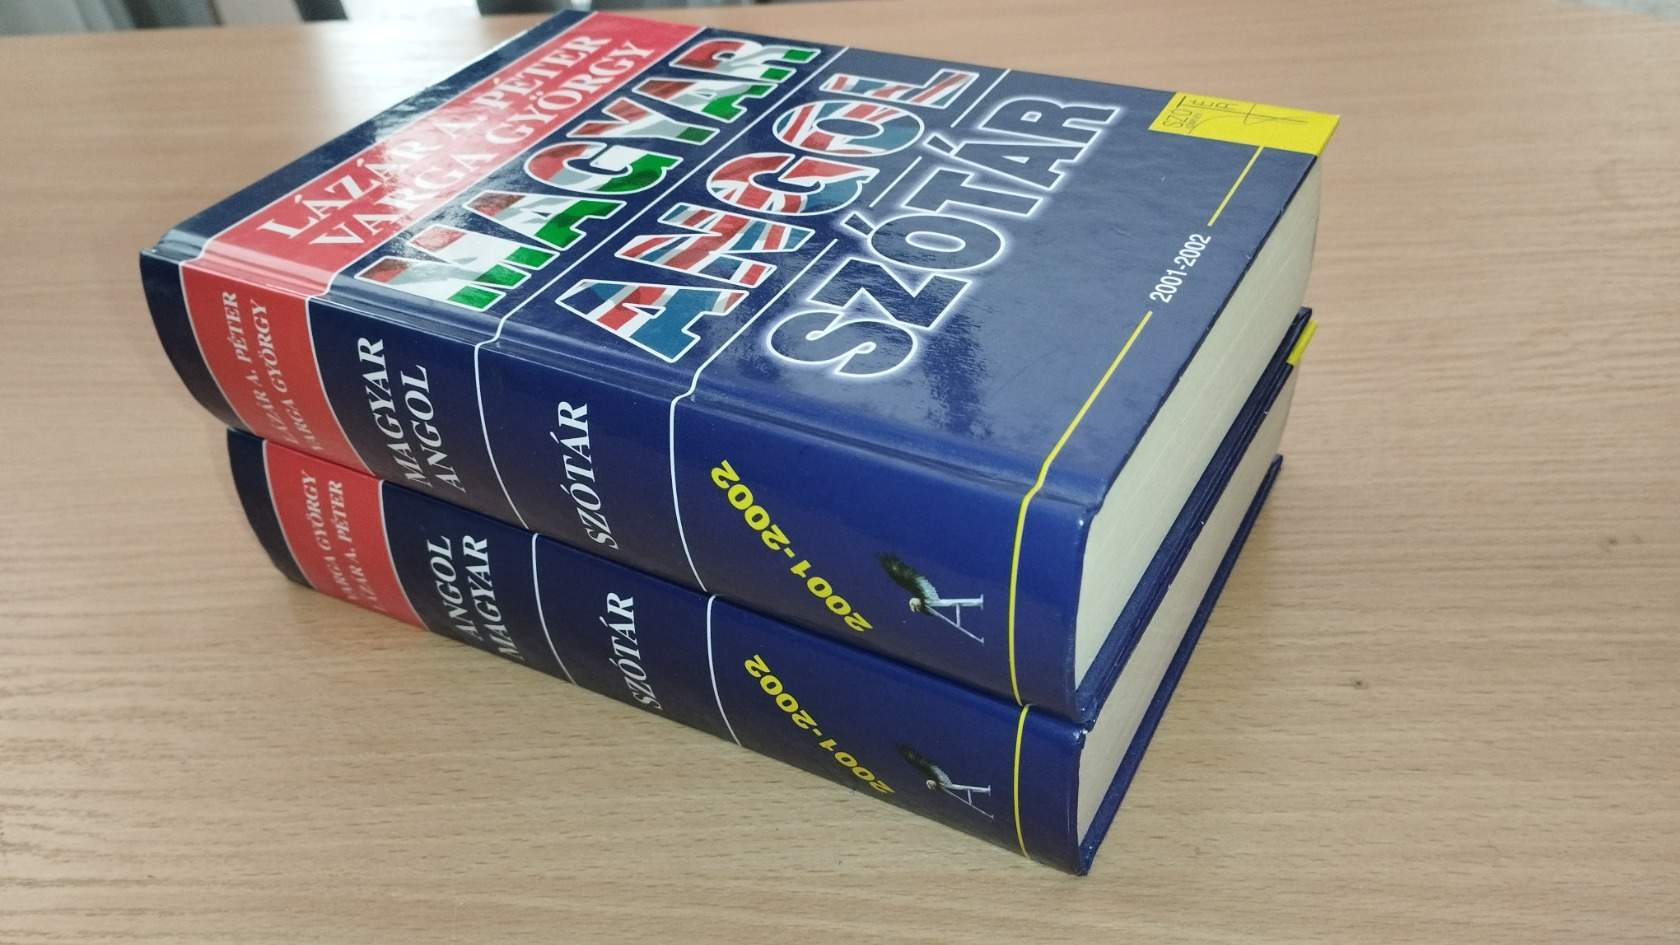 LÁZÁR A. PÉTER
VARGA GYÖRGY
MAGYAR
ANGOL
SZÓTÁR
2001-2002
LÁZÁR A. PÉTER
VARGA GYÖRGY
MAGYAR
ANGOL
SZÓTÁR
2001-2002
A
VARGA GYÖRGY
LÁZÁR A. PÉTER
ANGOL
MAGYAR
SZÓTÁR
2001-2002
A